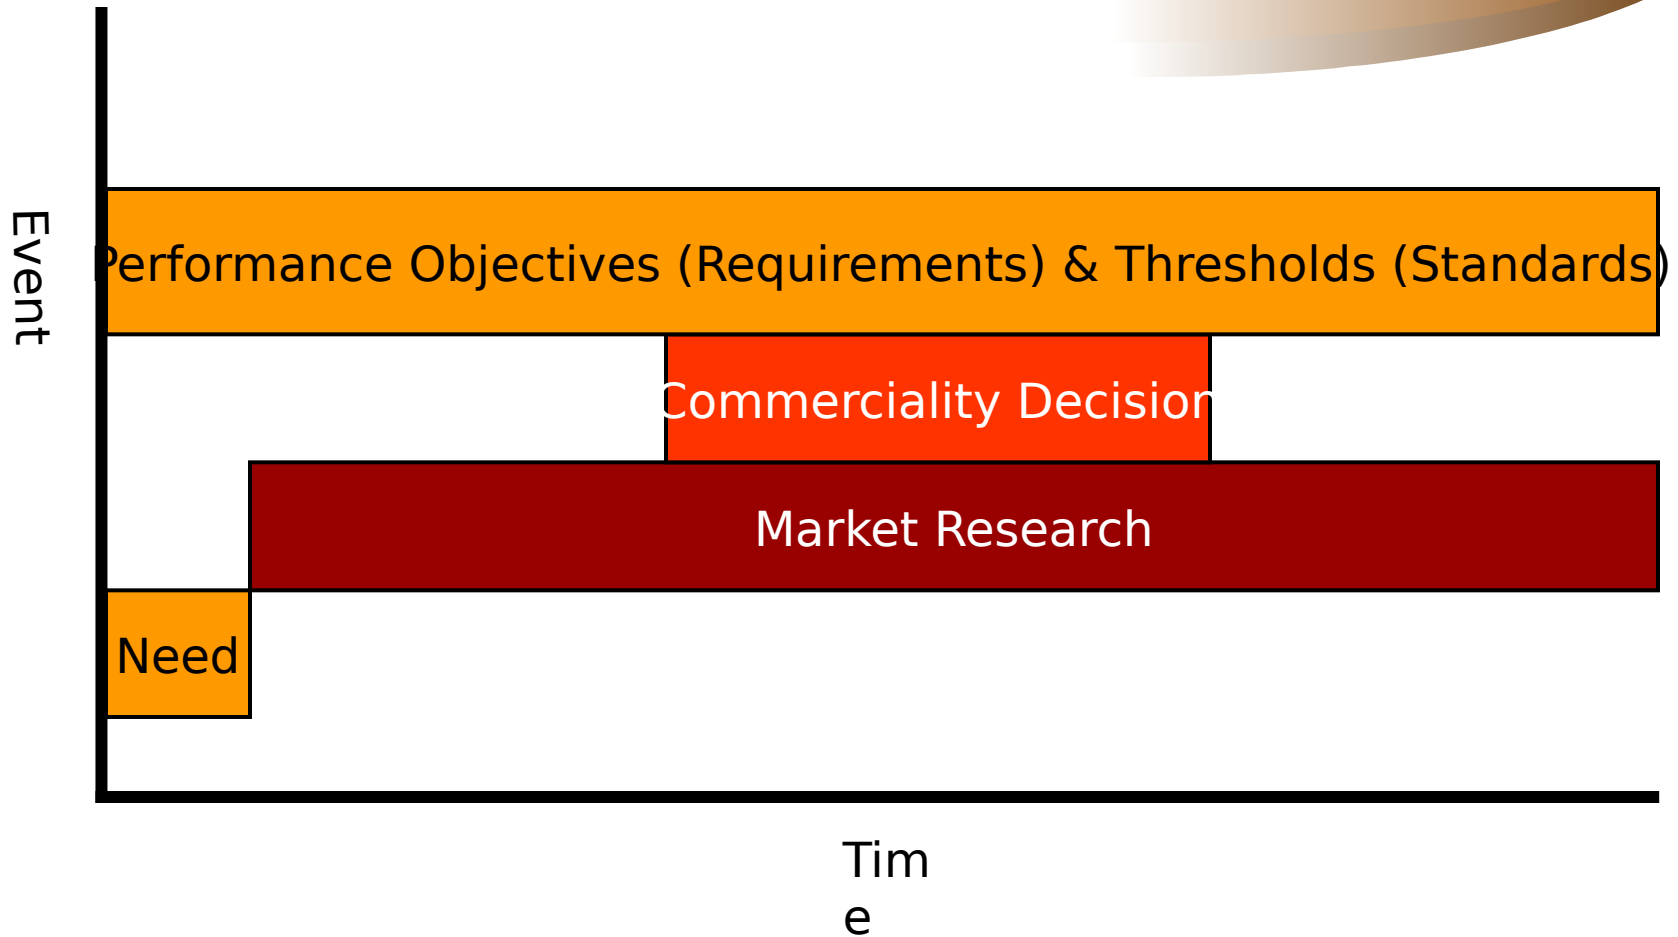 Event
Performance Objectives (Requirements) & Thresholds (Standards)
Commerciality Decision
Market Research
Need
Tim
e